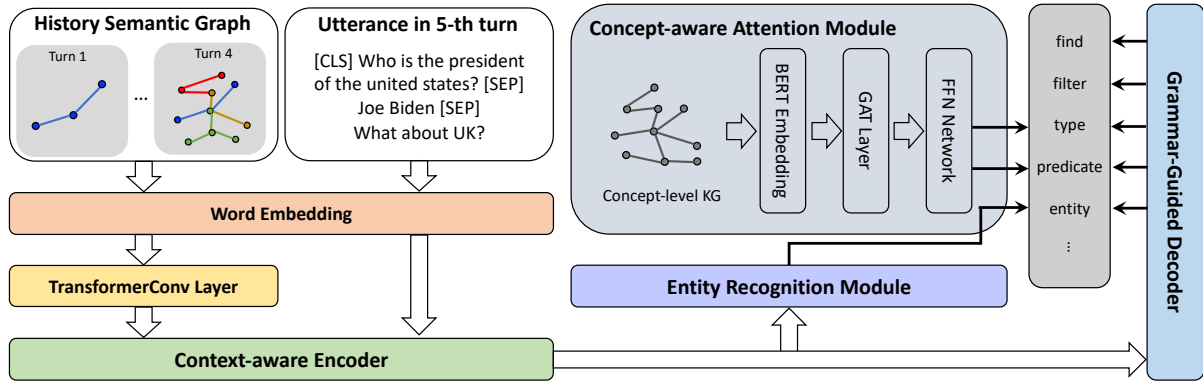 History Semantic Graph
Turn 1
...
Turn 4
Utterance in 5-th turn
[CLS] Who is the president
of the united states? [SEP]
Joe Biden [SEP]
What about UK?
Word Embedding
TransformerConv Layer
Context-aware Encoder
Concept-aware Attention Module
Concept-level KG
BERT Embedding
GAT Layer
FFN Network
Entity Recognition Module
find
filter
type
predicate
entity
...
Grammar-Guided Decoder